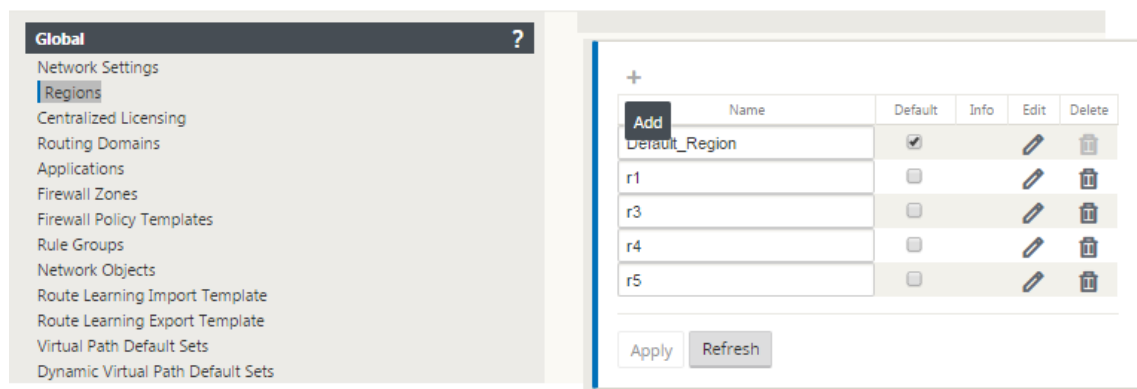 Global ?
Network Settings
Regions
Centralized Licensing
Routing Domains
Applications
Firewall Zones
Firewall Policy Templates
Rule Groups
Network Objects
Route Learning Import Template
Route Learning Export Template
Virtual Path Default Sets
Dynamic Virtual Path Default Sets
+
Name Default Info Edit Delete
Add
Default_Region
r1
r3
r4
r5
Apply Refresh